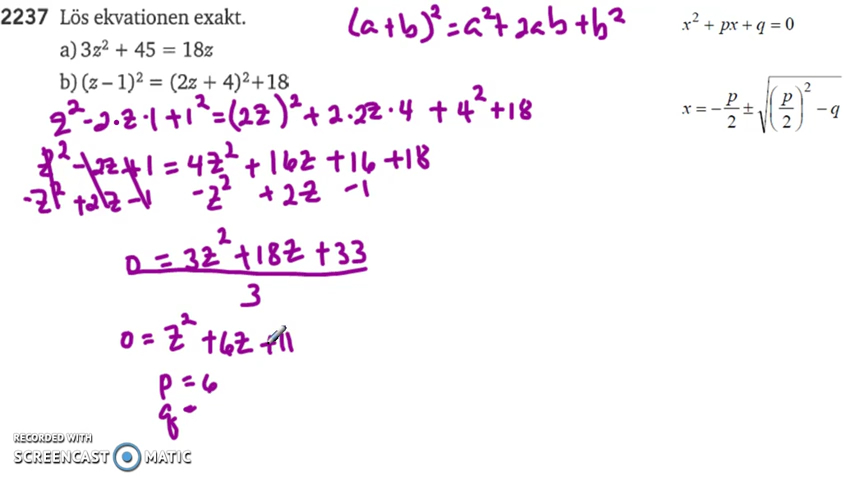 2237 Lös ekvationen exakt.
a) 3z² + 45 = 18z
b) (z – 1)² = (2z + 4)²+18
(a+b)² = a²+2ab+b²
x² + px + q = 0
x = – p/2 ± √((p/2)² – q)
z² - 2·z·1 + 1² = (2z)² + 2·2z·4 + 4² + 18
z² - 2z + 1 = 4z² + 16z + 16 + 18
-z² + 2z - 1 -z² + 2z - 1
0 = 3z² + 18z + 33
3
0 = z² + 6z + 11
p = 6
q =
RECORDED WITH
SCREENCAST MATIC